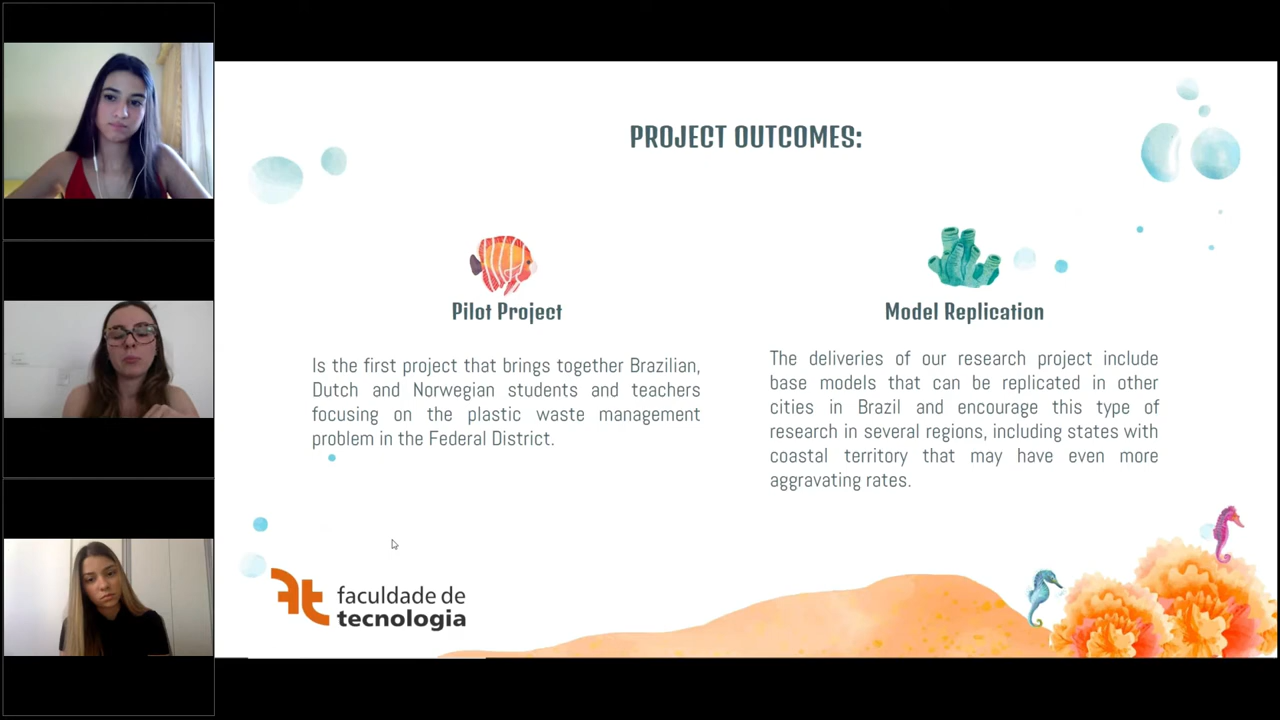 PROJECT OUTCOMES:
Pilot Project
Is the first project that brings together Brazilian,
Dutch and Norwegian students and teachers
focusing on the plastic waste management
problem in the Federal District.
Model Replication
The deliveries of our research project include
base models that can be replicated in other
cities in Brazil and encourage this type of
research in several regions, including states with
coastal territory that may have even more
aggravating rates.
ft
faculdade de
tecnologia